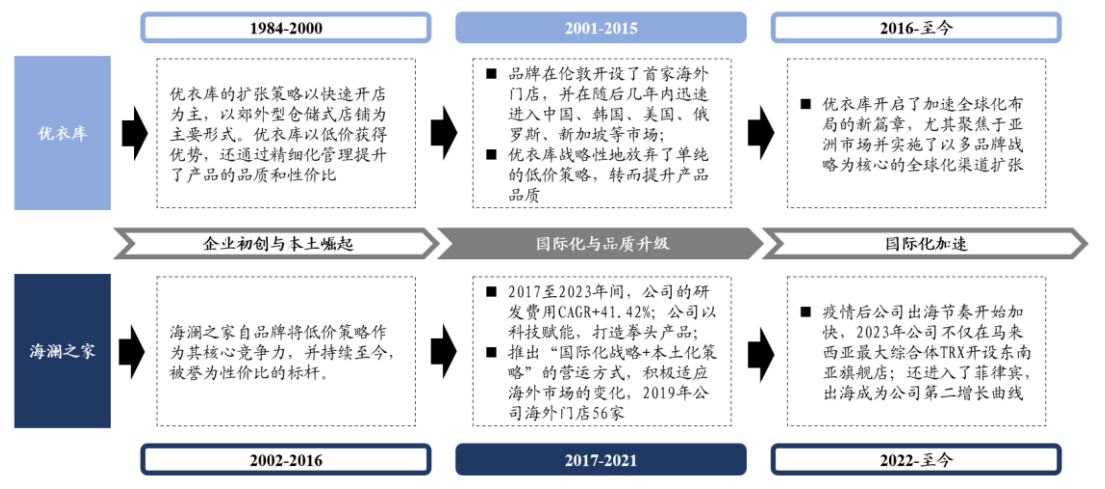 1984-2000
2001-2015
2016-至今
优衣库
优衣库的扩张策略以快速开店
为主，以郊外型仓储式店铺为
主要形式。优衣库以低价获得
优势，还通过精细化管理提升
了产品的品质和性价比
■ 品牌在伦敦开设了首家海外
门店，并在随后几年内迅速
进入中国、韩国、美国、俄
罗斯、新加坡等市场；
■ 优衣库战略性地放弃了单纯
的低价策略，转而提升产品
品质
■ 优衣库开启了加速全球化布
局的新篇章，尤其聚焦于亚
洲市场并实施了以多品牌战
略为核心的全球化渠道扩张
企业初创与本土崛起
国际化与品质升级
国际化加速
海澜之家
海澜之家自品牌将低价策略作
为其核心竞争力，并持续至今，
被誉为性价比的标杆。
■ 2017至2023年间，公司的研
发费用CAGR+41.42%；公司以
科技赋能，打造拳头产品；
■ 推出“国际化战略+本土化策
略”的营运方式，积极适应
海外市场的变化，2019年公
司海外门店56家
■ 疫情后公司出海节奏开始加
快，2023年公司不仅在马来
西亚最大综合体TRX开设东南
亚旗舰店；还进入了菲律宾，
出海成为公司第二增长曲线
2002-2016
2017-2021
2022-至今